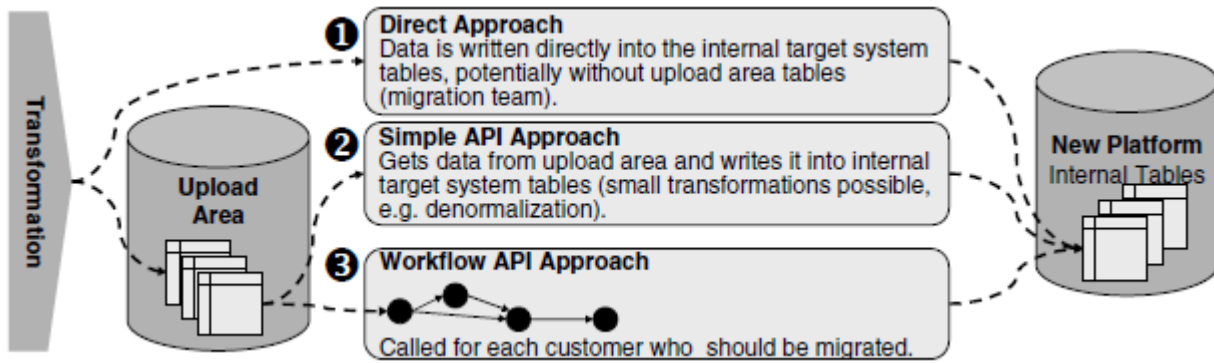 Transformation
Upload
Area
❶
Direct Approach
Data is written directly into the internal target system
tables, potentially without upload area tables
(migration team).
❷
Simple API Approach
Gets data from upload area and writes it into internal
target system tables (small transformations possible,
e.g. denormalization).
❸
Workflow API Approach
Called for each customer who should be migrated.
New Platform
Internal Tables